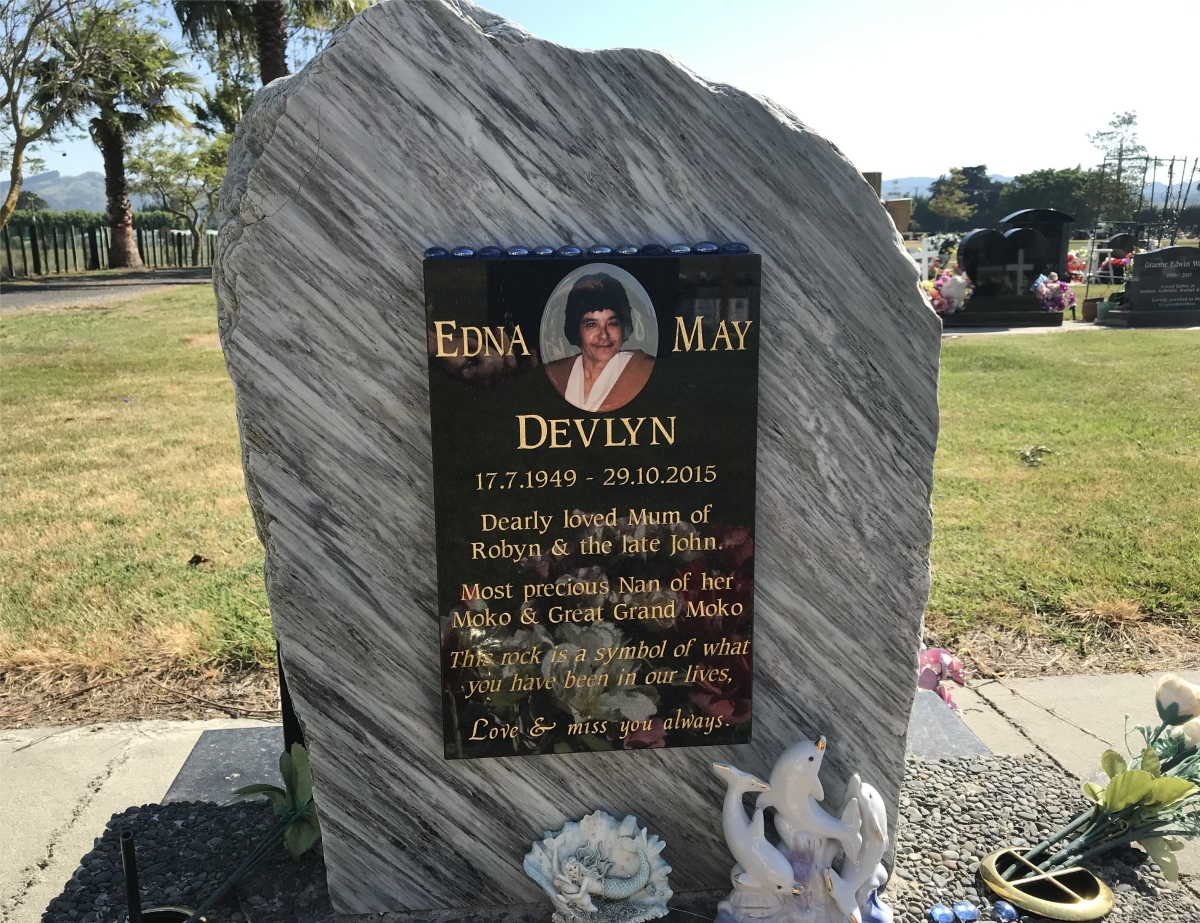 EDNA MAY
DEVLYN
17.7.1949 - 29.10.2015
Dearly loved Mum of
Robyn & the late John.
Most precious Nan of her
Moko & Great Grand Moko
This rock is a symbol of what
you have been in our lives,
Love & miss you always.
Graeme Edwin